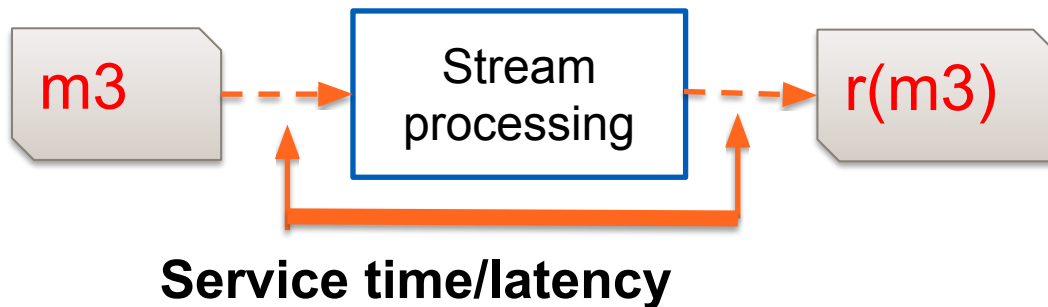 m3
Stream
processing
r(m3)
Service time/latency